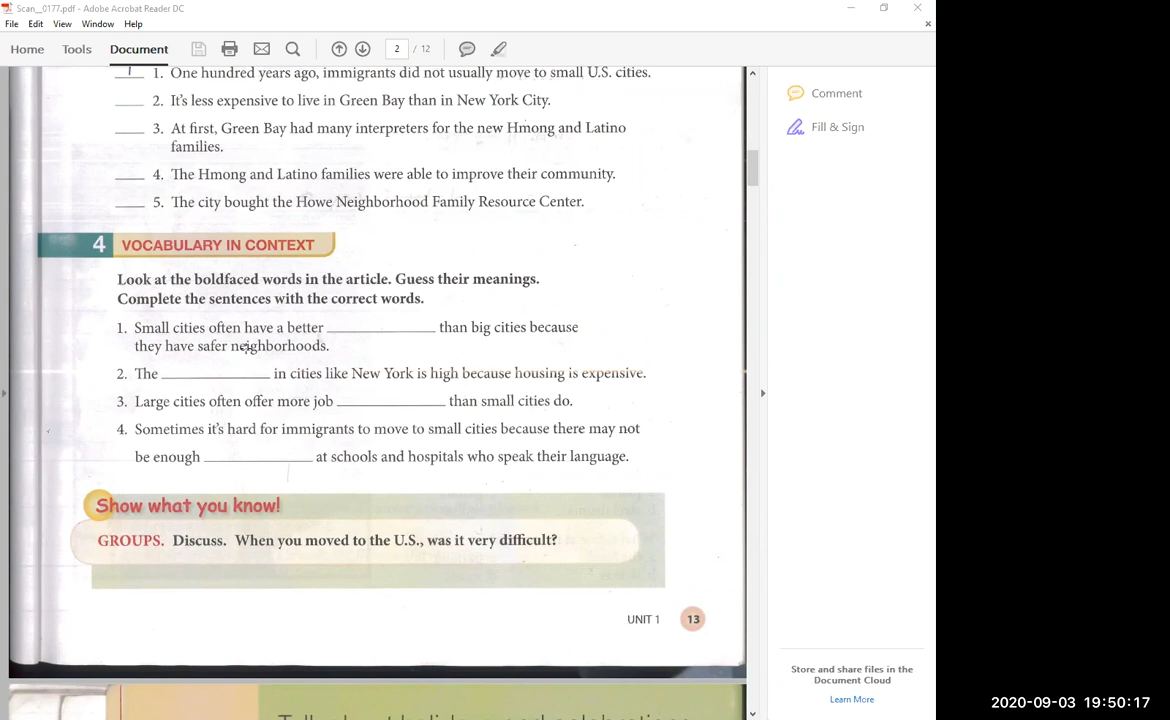 Scan__0177.pdf - Adobe Acrobat Reader DC
File Edit View Window Help
Home Tools Document 2 / 12
1 1. One hundred years ago, immigrants did not usually move to small U.S. cities.
2. It's less expensive to live in Green Bay than in New York City.
3. At first, Green Bay had many interpreters for the new Hmong and Latino
families.
4. The Hmong and Latino families were able to improve their community.
5. The city bought the Howe Neighborhood Family Resource Center.
4 VOCABULARY IN CONTEXT
Look at the boldfaced words in the article. Guess their meanings.
Complete the sentences with the correct words.
1. Small cities often have a better ____ than big cities because
they have safer neighborhoods.
2. The ____ in cities like New York is high because housing is expensive.
3. Large cities often offer more job ____ than small cities do.
4. Sometimes it's hard for immigrants to move to small cities because there may not
be enough ____ at schools and hospitals who speak their language.
Show what you know!
GROUPS. Discuss. When you moved to the U.S., was it very difficult?
UNIT 1 13
Comment
Fill & Sign
Store and share files in the
Document Cloud
Learn More
2020-09-03 19:50:17